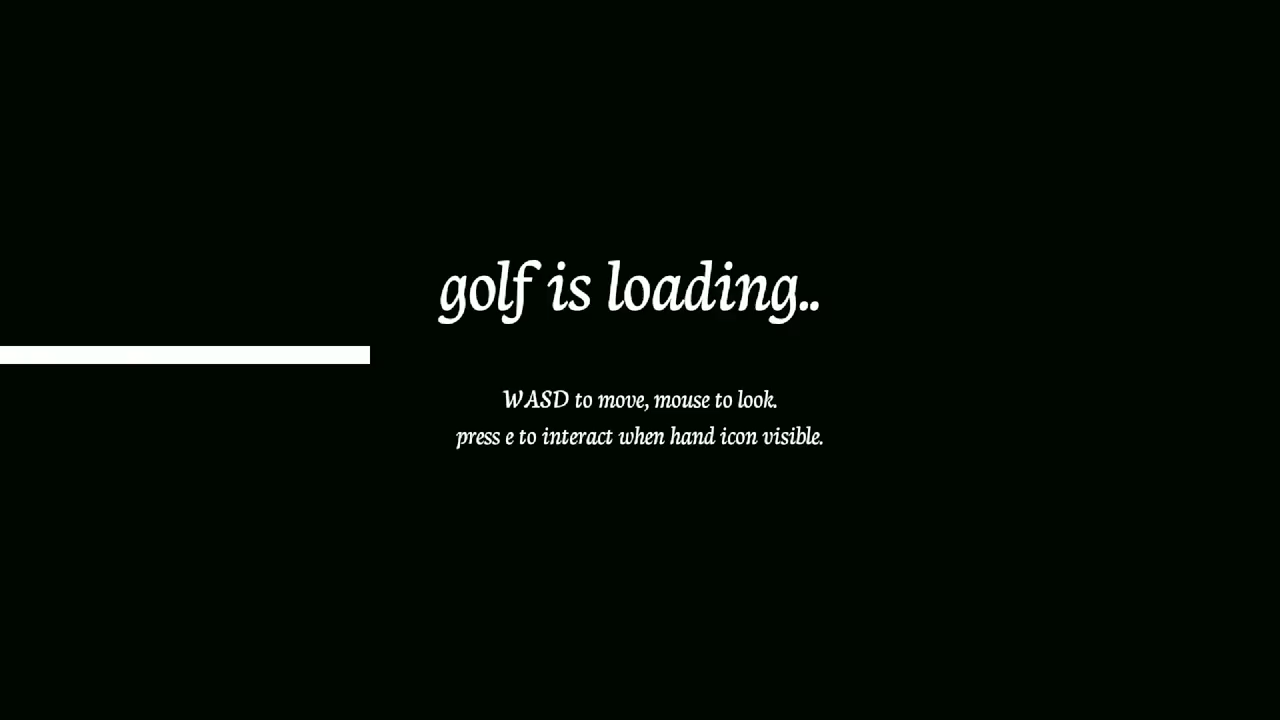 golf is loading..
WASD to move, mouse to look.
press e to interact when hand icon visible.